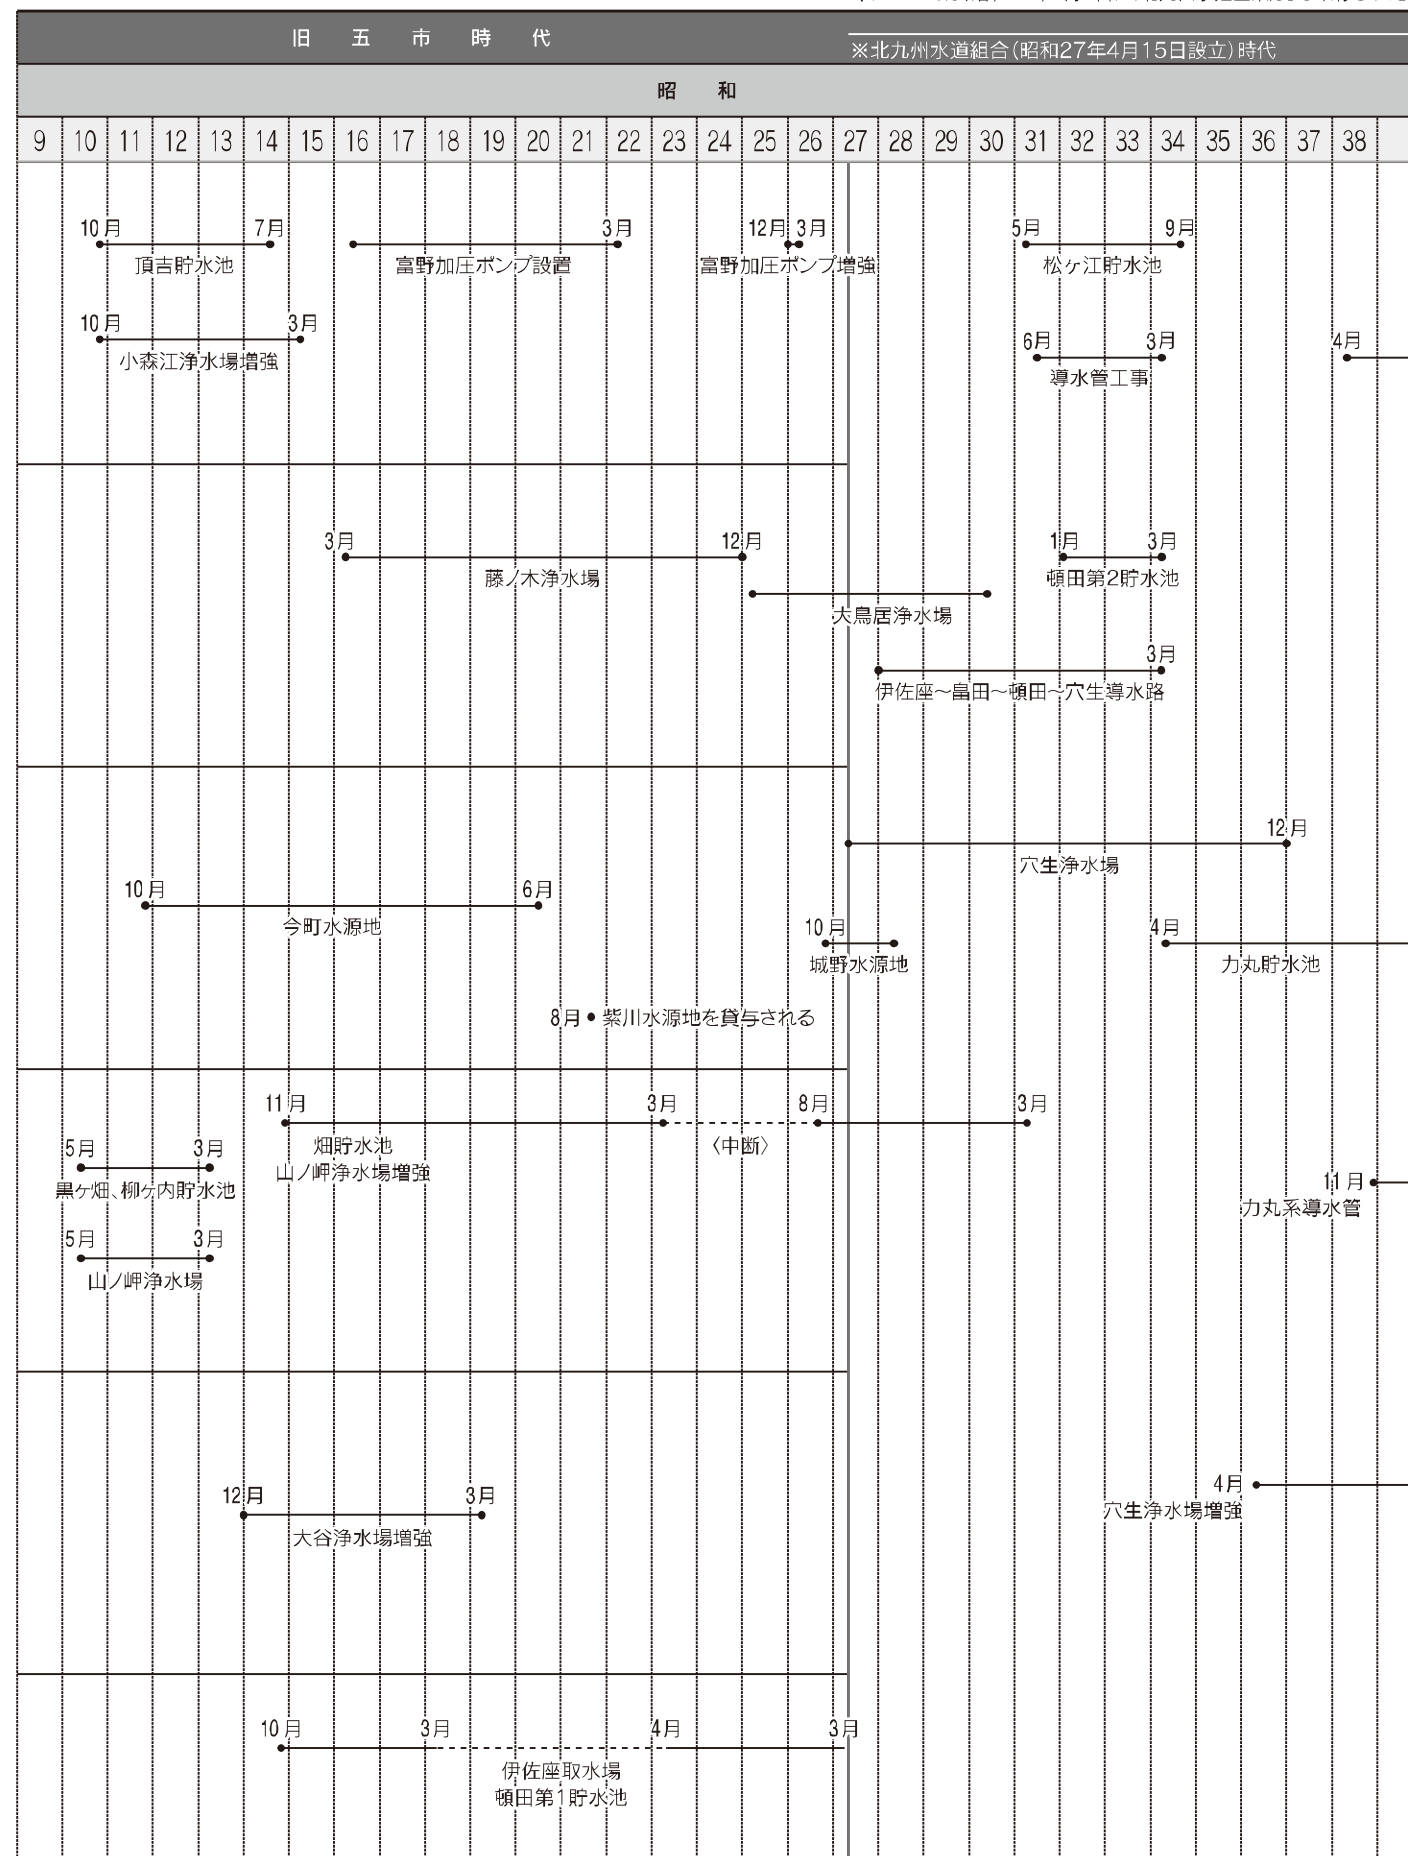 旧五市時代
※北九州水道組合(昭和27年4月15日設立)時代
昭和
9 10 11 12 13 14 15 16 17 18 19 20 21 22 23 24 25 26 27 28 29 30 31 32 33 34 35 36 37 38
10月 7月 3月 12月 3月 5月 9月
頂吉貯水池 富野加圧ポンプ設置 富野加圧ポンプ増強 松ヶ江貯水池
10月 3月 6月 3月 4月
小森江浄水場増強 導水管工事
3月 12月 1月 3月
藤ノ木浄水場 頓田第2貯水池
大鳥居浄水場
3月
伊佐座～畠田～頓田～穴生導水路
12月
穴生浄水場
10月 6月
今町水源地
10月 4月
城野水源地 力丸貯水池
8月 紫川水源地を貸与される
11月 3月 8月 3月
畑貯水池 〈中断〉
山ノ岬浄水場増強
5月 3月
黒ヶ畑、柳ヶ内貯水池
11月
力丸系導水管
5月 3月
山ノ岬浄水場
4月
穴生浄水場増強
12月 3月
大谷浄水場増強
10月 3月 4月 3月
伊佐座取水場
頓田第1貯水池